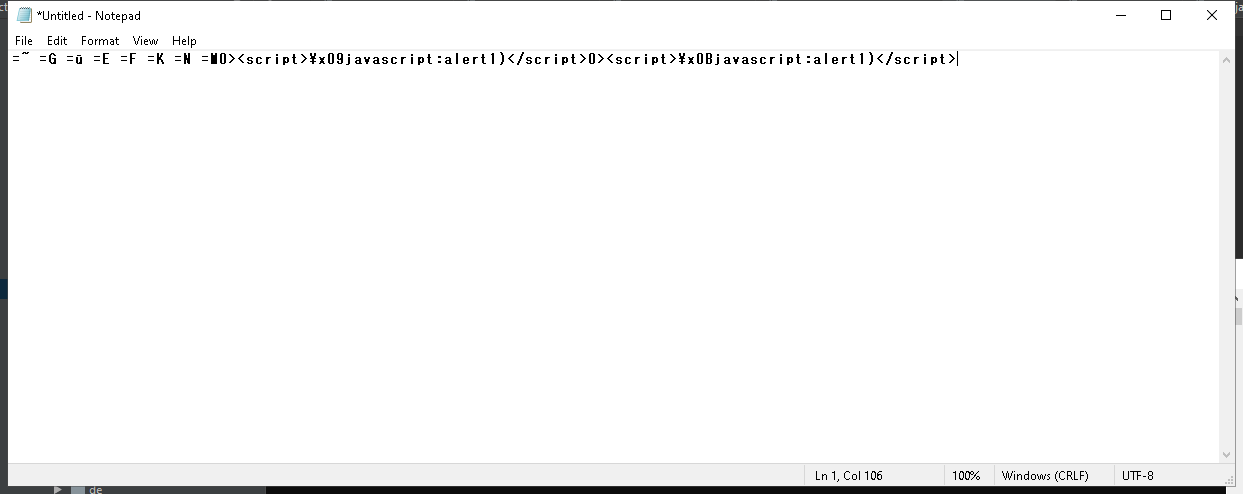 *Untitled - Notepad
File Edit Format View Help
=~ =G =ū =E =F =K =N =M0><script>¥x09javascript:alert1)</script>0><script>¥x0Bjavascript:alert1)</script>
Ln 1, Col 106 100% Windows (CRLF) UTF-8
de